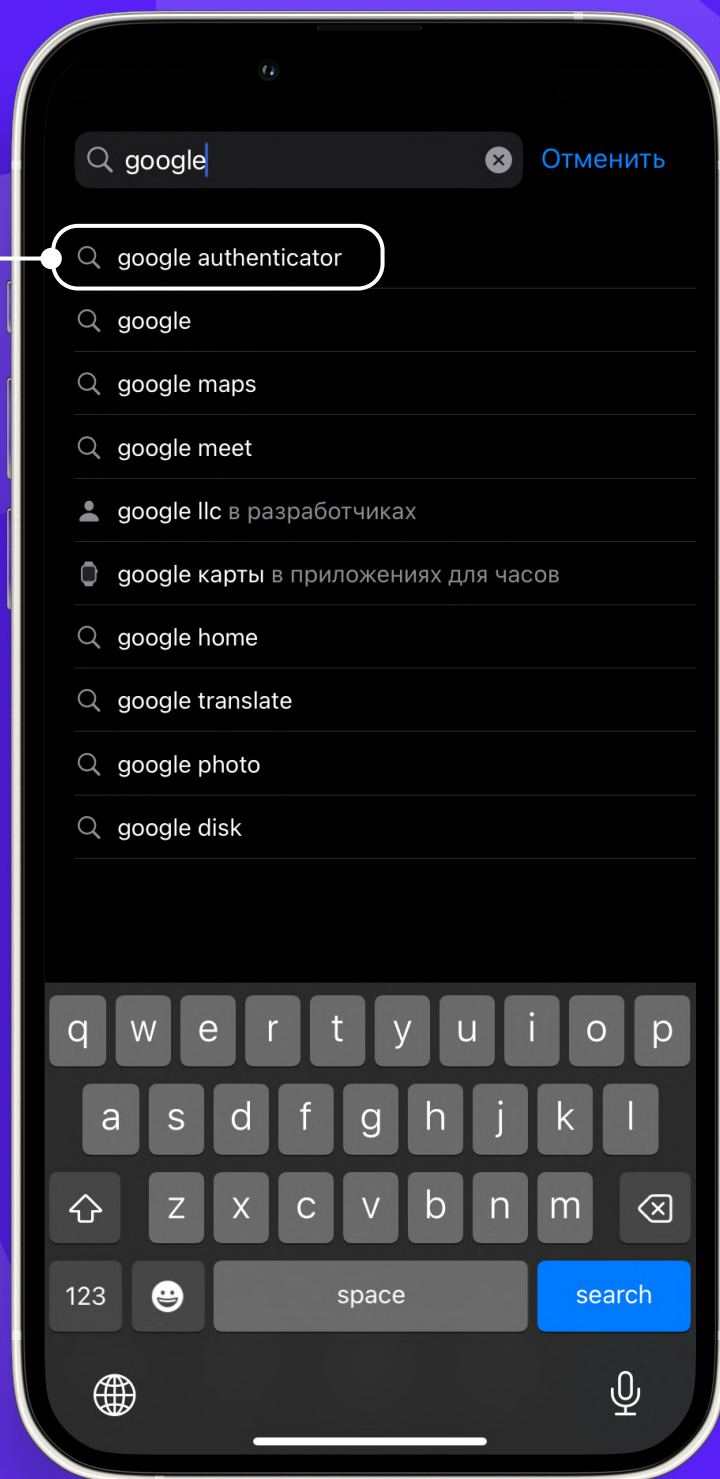 google Отменить
google authenticator
google
google maps
google meet
google llc в разработчиках
google карты в приложениях для часов
google home
google translate
google photo
google disk
q w e r t y u i o p
a s d f g h j k l
z x c v b n m
123 space search